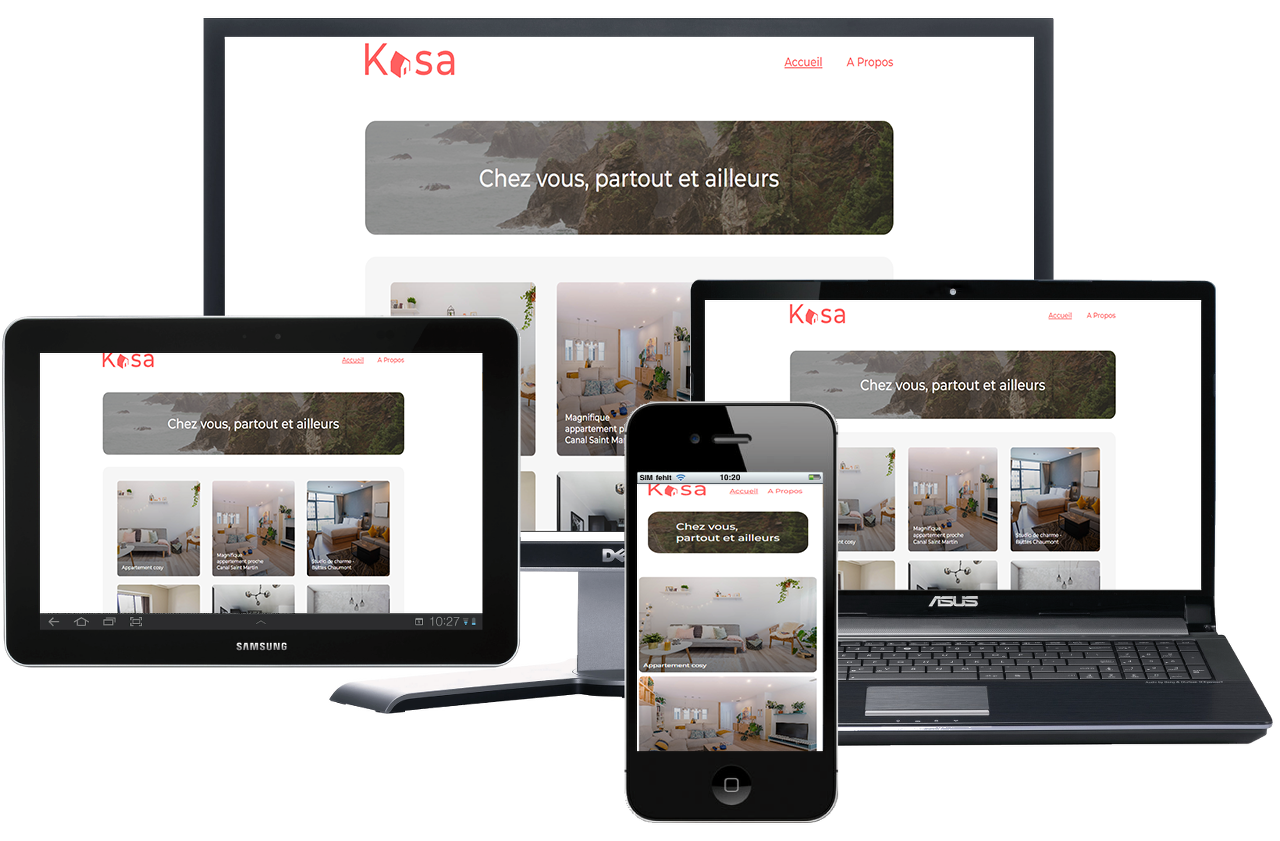 Kasa
Accueil
A Propos
Chez vous, partout et ailleurs
Magnifique
appartement
Canal Saint
Kasa
Accueil
A Propos
Chez vous, partout et ailleurs
Appartement cosy
Magnifique
appartement proche
Canal Saint Martin
Studio de charme -
Buttes Chaumont
10:27
SAMSUNG
Kasa
Accueil
A Propos
Chez vous, partout et ailleurs
Magnifique
appartement proche
Canal Saint Martin
Studio de charme -
Buttes Chaumont
ASUS
SIM fehlt
10:20
Kasa
Accueil
A Propos
Chez vous,
partout et ailleurs
Appartement cosy